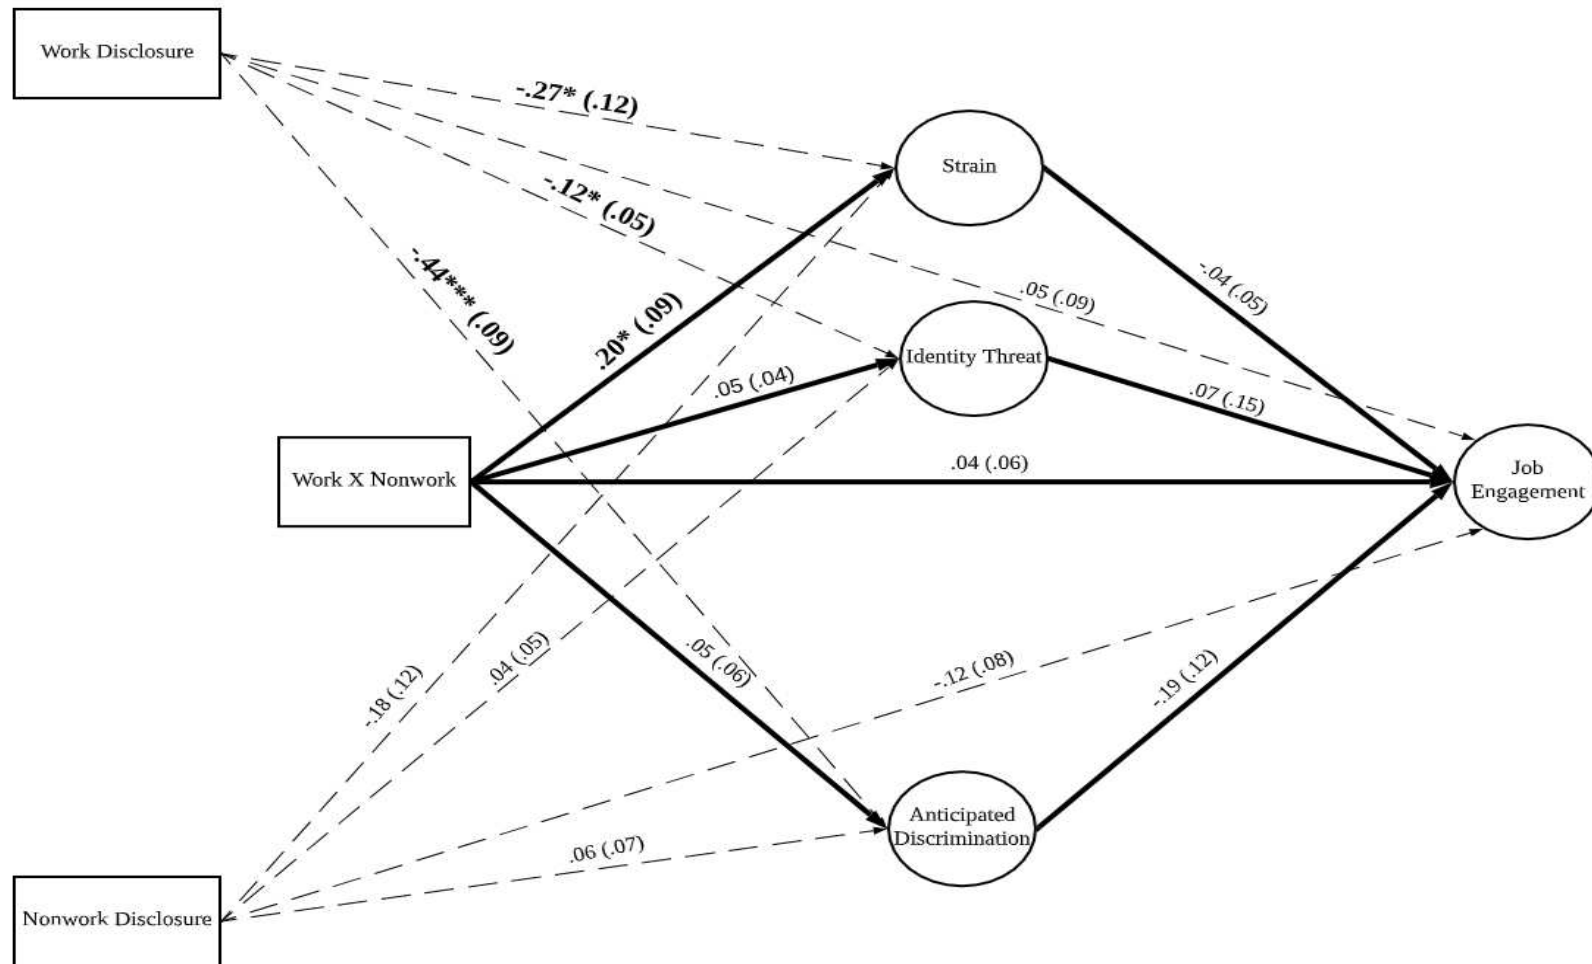 Work Disclosure
-.27* (.12)
Strain
-.12* (.05)
-.44*** (.09)
.20* (.09)
-.04 (.05)
.05 (.09)
Identity Threat
.05 (.04)
.07 (.15)
Work X Nonwork
.04 (.06)
Job
Engagement
-.18 (.12)
.04 (.05)
.05 (.06)
-.12 (.08)
-.19 (.12)
Anticipated
Discrimination
.06 (.07)
Nonwork Disclosure